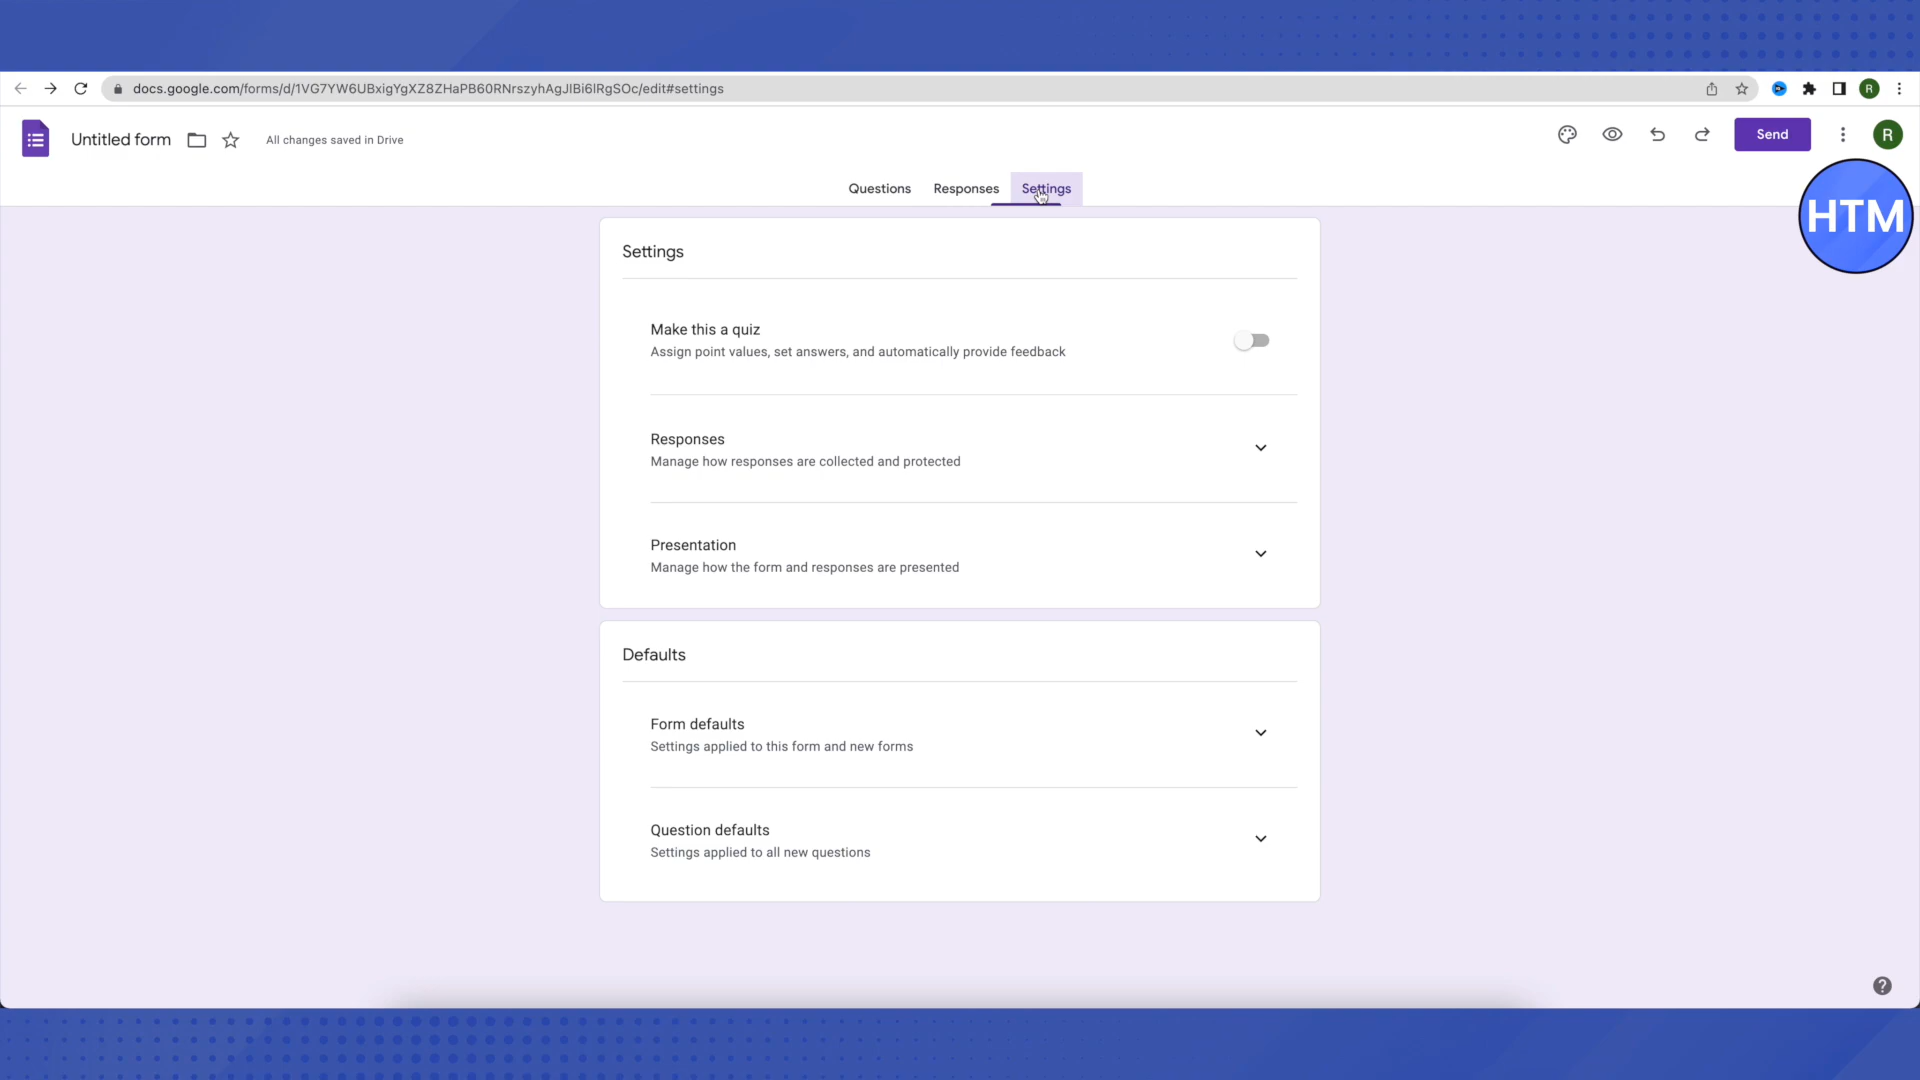 docs.google.com/forms/d/1VG7YW6UBxigYgXZ8ZHaPB60RNrszyhAgJlBi6lRgSOc/edit#settings
R
Untitled form
All changes saved in Drive
Send
R
Questions
Responses
Settings
HTM
Settings
Make this a quiz
Assign point values, set answers, and automatically provide feedback
Responses
Manage how responses are collected and protected
Presentation
Manage how the form and responses are presented
Defaults
Form defaults
Settings applied to this form and new forms
Question defaults
Settings applied to all new questions